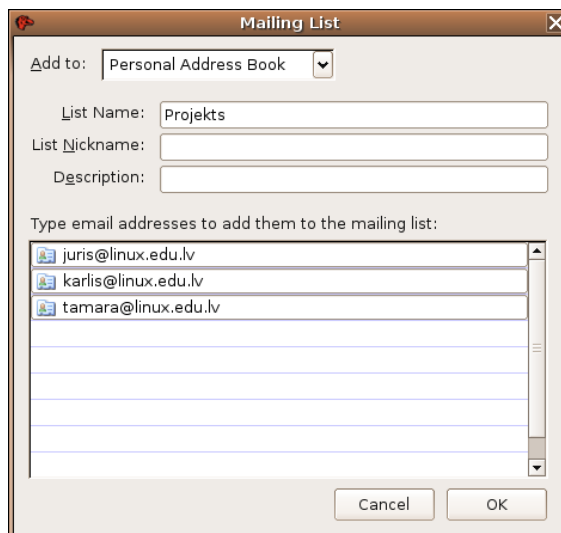 Mailing List
Add to: Personal Address Book
List Name: Projekts
List Nickname:
Description:
Type email addresses to add them to the mailing list:
juris@linux.edu.lv
karlis@linux.edu.lv
tamara@linux.edu.lv
Cancel OK